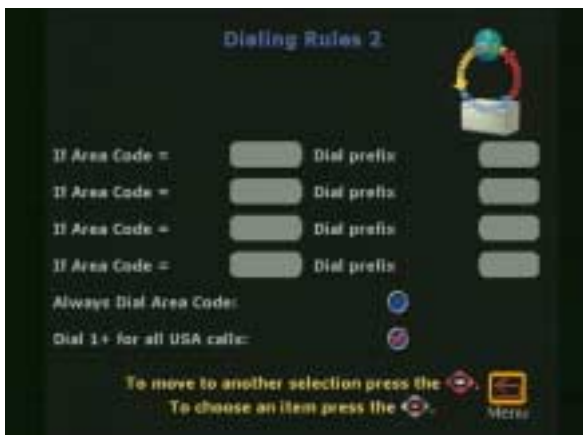 Dialing Rules 2
If Area Code = Dial prefix
If Area Code = Dial prefix
If Area Code = Dial prefix
If Area Code = Dial prefix
Always Dial Area Code:
Dial 1+ for all USA calls:
To move to another selection press the .
To choose an item press the .
Menu